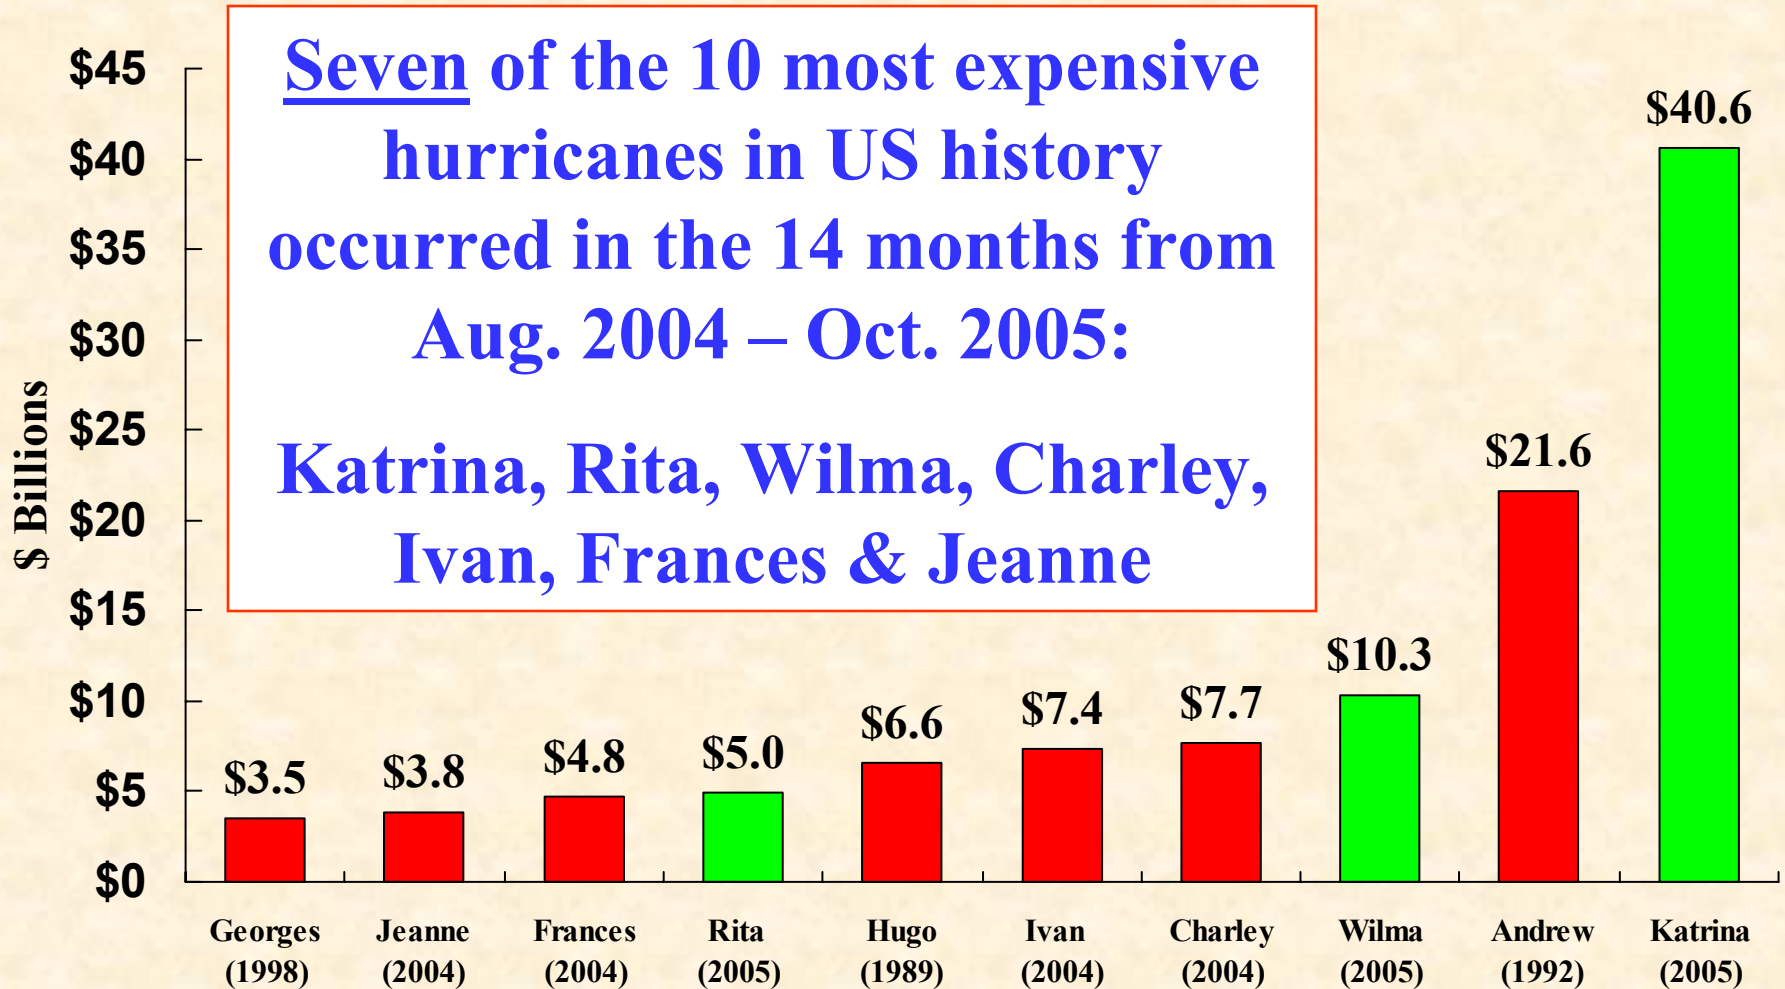 Seven of the 10 most expensive
hurricanes in US history
occurred in the 14 months from
Aug. 2004 – Oct. 2005:
Katrina, Rita, Wilma, Charley,
Ivan, Frances & Jeanne
$ Billions
$45
$40
$35
$30
$25
$20
$15
$10
$5
$0
$3.5
$3.8
$4.8
$5.0
$6.6
$7.4
$7.7
$10.3
$21.6
$40.6
Georges
(1998)
Jeanne
(2004)
Frances
(2004)
Rita
(2005)
Hugo
(1989)
Ivan
(2004)
Charley
(2004)
Wilma
(2005)
Andrew
(1992)
Katrina
(2005)